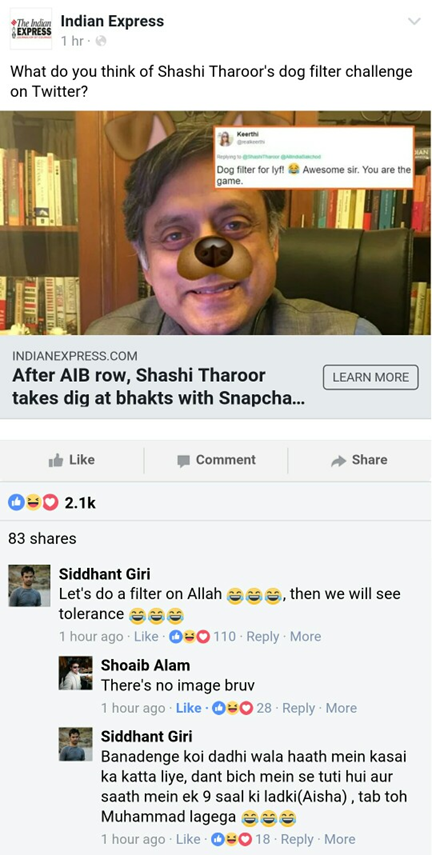 The Indian
EXPRESS
Indian Express
1 hr ·
What do you think of Shashi Tharoor's dog filter challenge
on Twitter?
Keerthi
Replying to @ShashiTharoor
Dog filter for lyf! 😂 Awesome sir. You are the
game.
INDIANEXPRESS.COM
After AIB row, Shashi Tharoor
takes dig at bhakts with Snapcha...
LEARN MORE
Like Comment Share
2.1k
83 shares
Siddhant Giri
Let's do a filter on Allah 😂😂😂, then we will see
tolerance 😂😂😂
1 hour ago · Like · 110 · Reply · More
Shoaib Alam
There's no image bruv
1 hour ago · Like · 28 · Reply · More
Siddhant Giri
Banadenge koi dadhi wala haath mein kasai
ka katta liye, dant bich mein se tuti hui aur
saath mein ek 9 saal ki ladki(Aisha) , tab toh
Muhammad lagega 😂😂😂
1 hour ago · Like · 18 · Reply · More